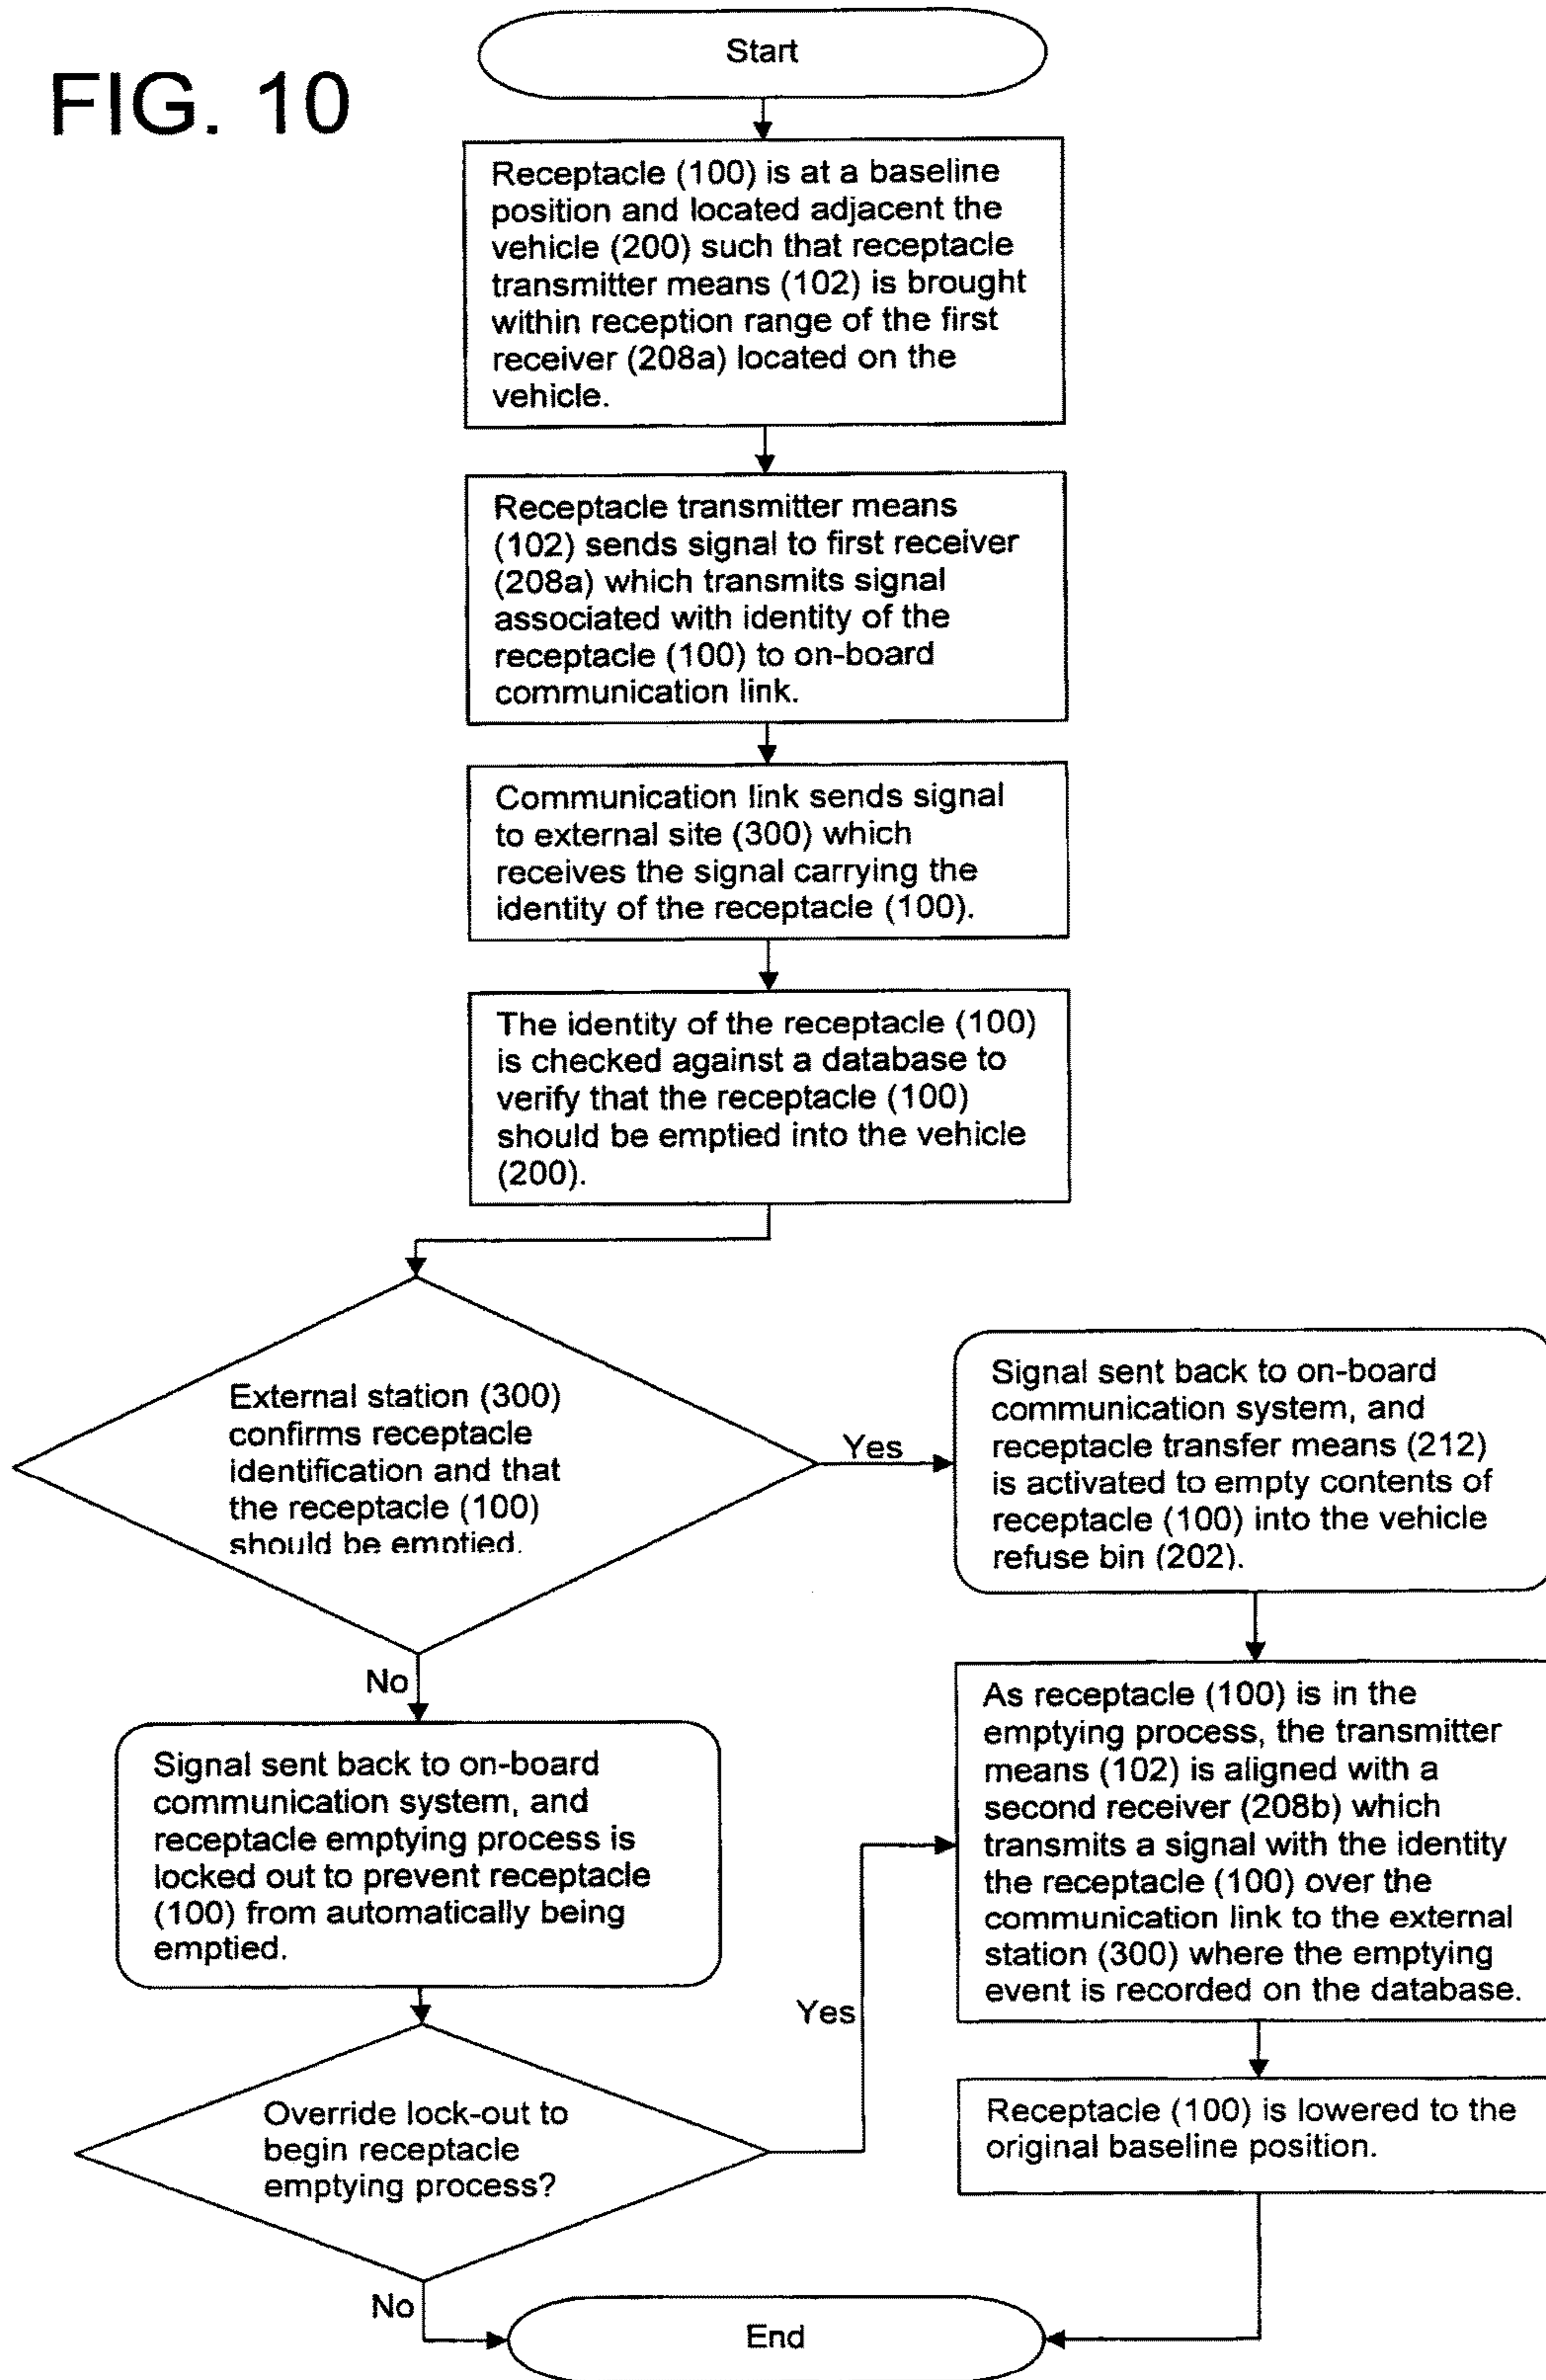 FIG. 10
Start
Receptacle (100) is at a baseline
position and located adjacent the
vehicle (200) such that receptacle
transmitter means (102) is brought
within reception range of the first
receiver (208a) located on the
vehicle.
Receptacle transmitter means
(102) sends signal to first receiver
(208a) which transmits signal
associated with identity of the
receptacle (100) to on-board
communication link.
Communication link sends signal
to external site (300) which
receives the signal carrying the
identity of the receptacle (100).
The identity of the receptacle (100)
is checked against a database to
verify that the receptacle (100)
should be emptied into the vehicle
(200).
External station (300)
confirms receptacle
identification and that
the receptacle (100)
should be emptied.
Yes
Signal sent back to on-board
communication system, and
receptacle transfer means (212)
is activated to empty contents of
receptacle (100) into the vehicle
refuse bin (202).
No
Signal sent back to on-board
communication system, and
receptacle emptying process is
locked out to prevent receptacle
(100) from automatically being
emptied.
As receptacle (100) is in the
emptying process, the transmitter
means (102) is aligned with a
second receiver (208b) which
transmits a signal with the identity
the receptacle (100) over the
communication link to the external
station (300) where the emptying
event is recorded on the database.
Yes
Override lock-out to
begin receptacle
emptying process?
Receptacle (100) is lowered to the
original baseline position.
No
End